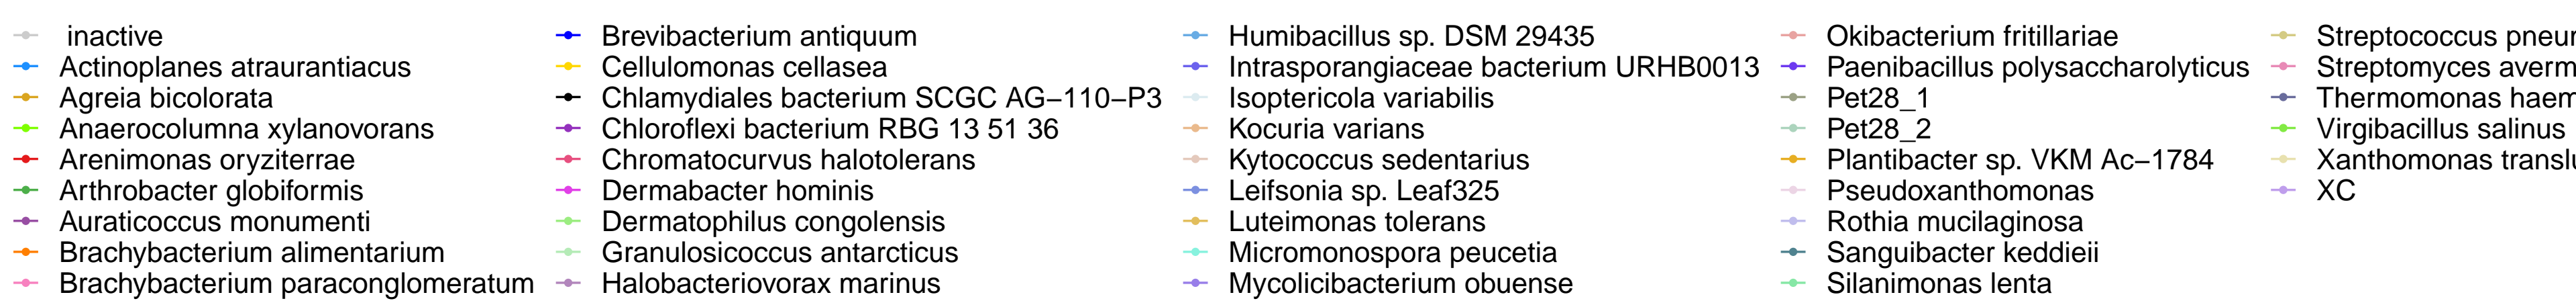 inactive
Actinoplanes atraurantiacus
Agreia bicolorata
Anaerocolumna xylanovorans
Arenimonas oryziterrae
Arthrobacter globiformis
Auraticoccus monumenti
Brachybacterium alimentarium
Brachybacterium paraconglomeratum
Brevibacterium antiquum
Cellulomonas cellasea
Chlamydiales bacterium SCGC AG−110−P3
Chloroflexi bacterium RBG 13 51 36
Chromatocurvus halotolerans
Dermabacter hominis
Dermatophilus congolensis
Granulosicoccus antarcticus
Halobacteriovorax marinus
Humibacillus sp. DSM 29435
Intrasporangiaceae bacterium URHB0013
Isoptericola variabilis
Kocuria varians
Kytococcus sedentarius
Leifsonia sp. Leaf325
Luteimonas tolerans
Micromonospora peucetia
Mycolicibacterium obuense
Okibacterium fritillariae
Paenibacillus polysaccharolyticus
Pet28_1
Pet28_2
Plantibacter sp. VKM Ac−1784
Pseudoxanthomonas
Rothia mucilaginosa
Sanguibacter keddieii
Silanimonas lenta
Streptococcus
Streptomyces
Thermomonas
Virgibacillus salinus
Xanthomonas
XC